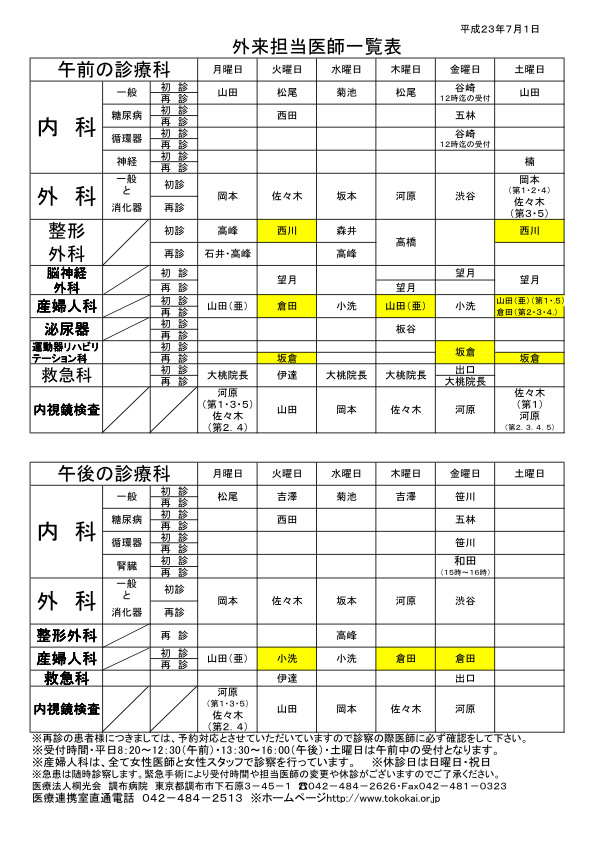 平成23年7月1日
外来担当医師一覧表
午前の診療科 月曜日 火曜日 水曜日 木曜日 金曜日 土曜日
内 科 一般 初 診 再 診 山田 松尾 菊池 松尾 谷崎 12時迄の受付 山田
糖尿病 初 診 再 診 西田 五林
循環器 初 診 再 診 谷崎 12時迄の受付
神経 初 診 再 診 楠
外 科 一般 と 消化器 初診 再診 岡本 佐々木 坂本 河原 渋谷 岡本 (第1・2・4) 佐々木 (第3・5)
整形 外科 初診 高峰 西川 森井 高橋 西川
再診 石井・高峰 高峰
脳神経 外科 初 診 望月 望月 望月
再 診 望月
産婦人科 初 診 再 診 山田(亜) 倉田 小洗 山田(亜) 小洗 山田(亜)(第1・.5) 倉田(第2・3・4.)
泌尿器 初 診 再 診 板谷
運動器リハビリ テーション科 初 診 坂倉
再 診 坂倉 坂倉
救急科 初 診 再 診 大桃院長 伊達 大桃院長 大桃院長 出口 大桃院長
内視鏡検査 河原 (第1・3・5) 佐々木 (第2．4) 山田 岡本 佐々木 河原 佐々木 (第1) 河原 (第2．3．4．5)
午後の診療科 月曜日 火曜日 水曜日 木曜日 金曜日 土曜日
内 科 一般 初 診 再 診 松尾 吉澤 菊池 吉澤 笹川
糖尿病 初 診 再 診 西田 五林
循環器 初 診 再 診 笹川
腎臓 初 診 再 診 和田 (15時～16時)
外 科 一般 と 消化器 初診 再診 岡本 佐々木 坂本 河原 渋谷
整形外科 再 診 高峰
産婦人科 初 診 再 診 山田(亜) 小洗 小洗 倉田 倉田
救急科 伊達 出口
内視鏡検査 河原 (第1・3・5) 佐々木 (第2．4) 山田 岡本 佐々木 河原
※再診の患者様につきましては、予約対応とさせていただいていますので診察の際医師に必ず確認をして下さい。
※受付時間・平日8:20～12:30(午前)・13:30～16:00(午後)・土曜日は午前中の受付となります。
※産婦人科は、全て女性医師と女性スタッフで診察を行っています。 ※休診日は日曜日・祝日
※急患は随時診察します。緊急手術により受付時間や担当医師の変更や休診がございますのでご了承ください。
医療法人桐光会 調布病院 東京都調布市下石原3－45－1 ☎042－484－2626・Fax042－481－0323
医療連携室直通電話 042－484－2513 ※ホームページhttp://www.tokokai.or.jp